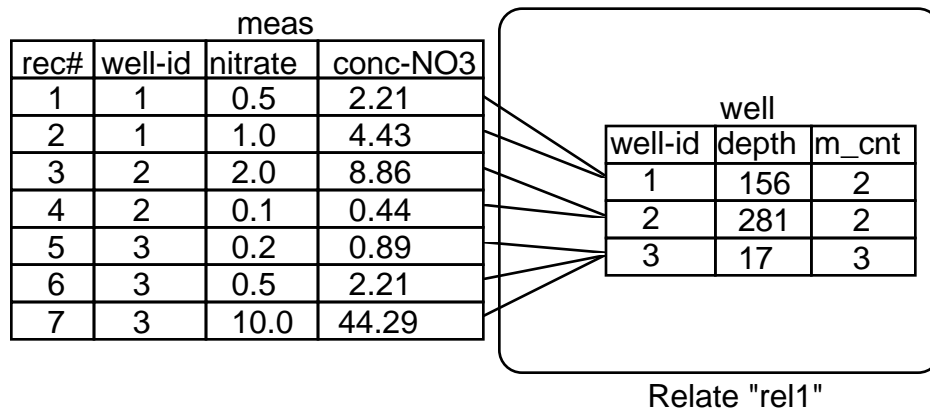 meas
rec# well-id nitrate conc-NO3
1 1 0.5 2.21
2 1 1.0 4.43
3 2 2.0 8.86
4 2 0.1 0.44
5 3 0.2 0.89
6 3 0.5 2.21
7 3 10.0 44.29
well
well-id depth m_cnt
1 156 2
2 281 2
3 17 3
Relate "rel1"